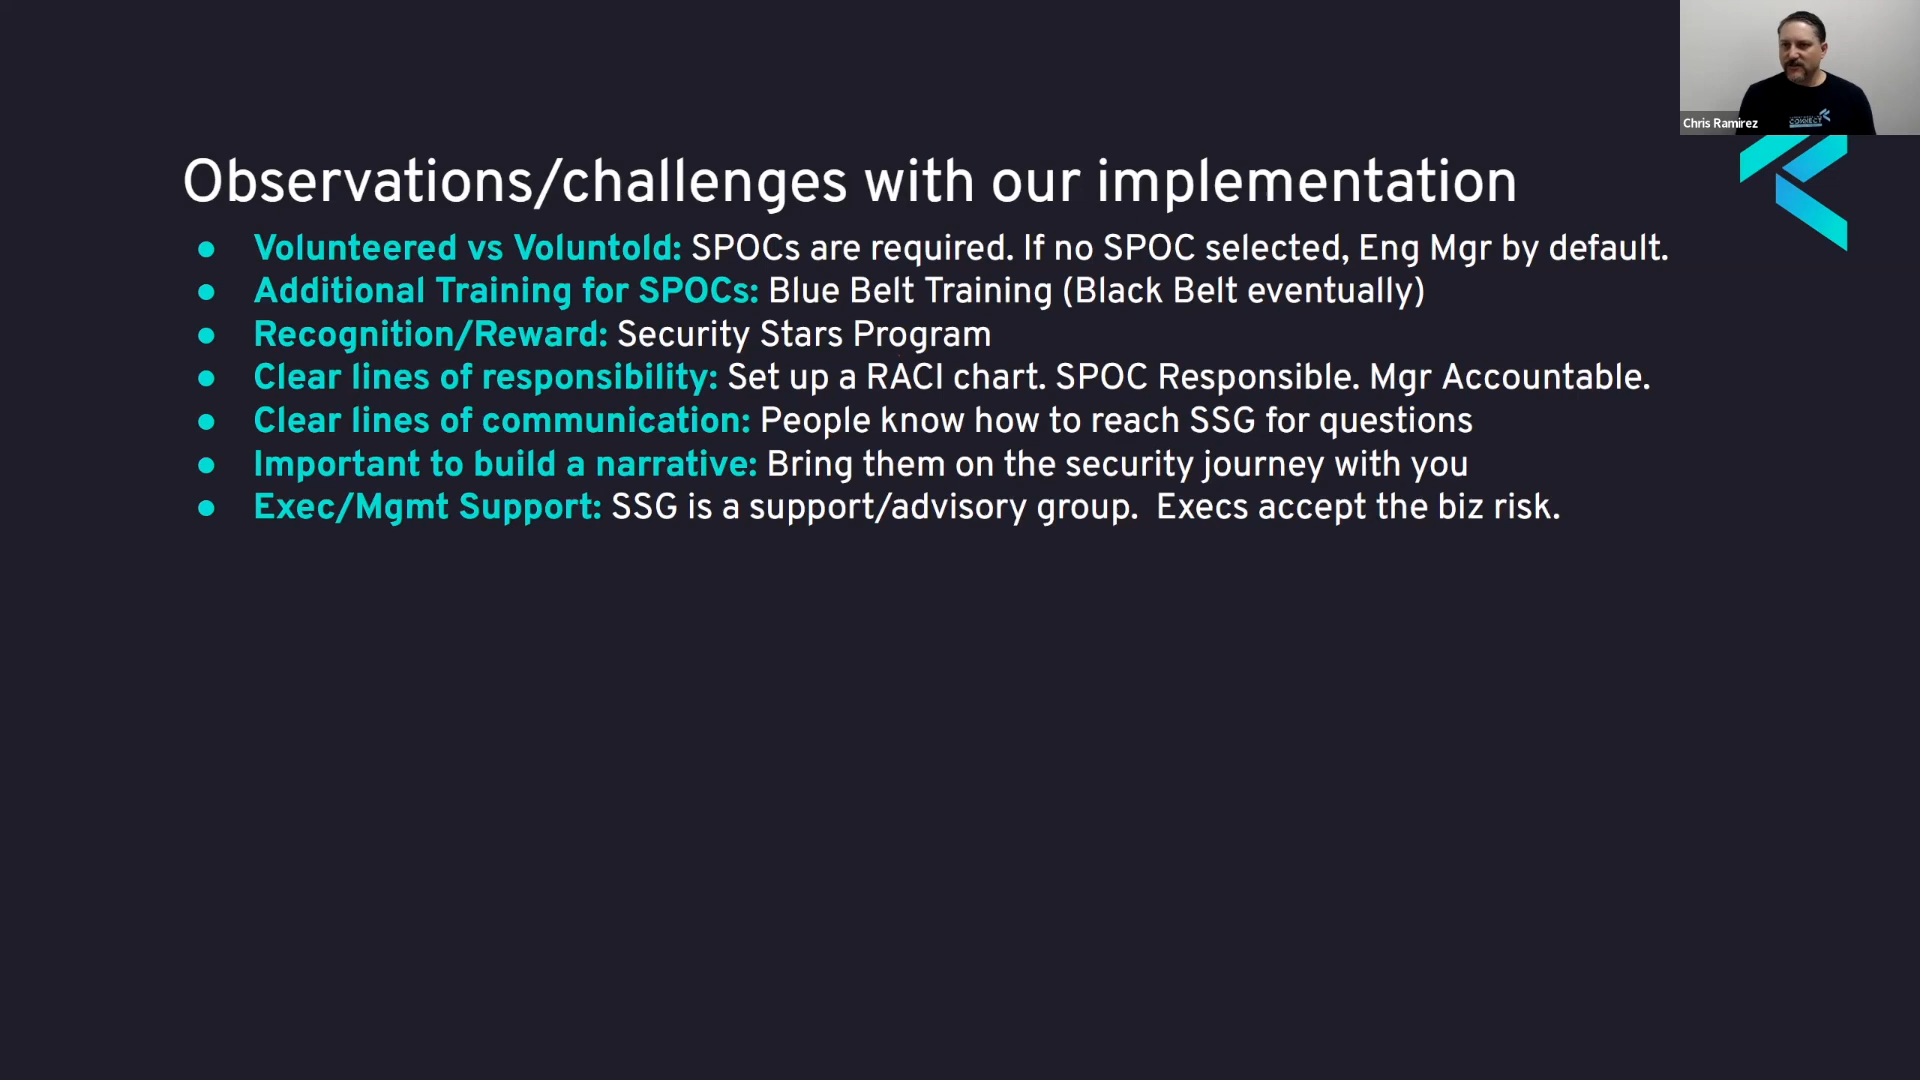 Chris Ramirez
CONNECT
Observations/challenges with our implementation
● Volunteered vs Voluntold: SPOCs are required. If no SPOC selected, Eng Mgr by default.
● Additional Training for SPOCs: Blue Belt Training (Black Belt eventually)
● Recognition/Reward: Security Stars Program
● Clear lines of responsibility: Set up a RACI chart. SPOC Responsible. Mgr Accountable.
● Clear lines of communication: People know how to reach SSG for questions
● Important to build a narrative: Bring them on the security journey with you
● Exec/Mgmt Support: SSG is a support/advisory group.  Execs accept the biz risk.